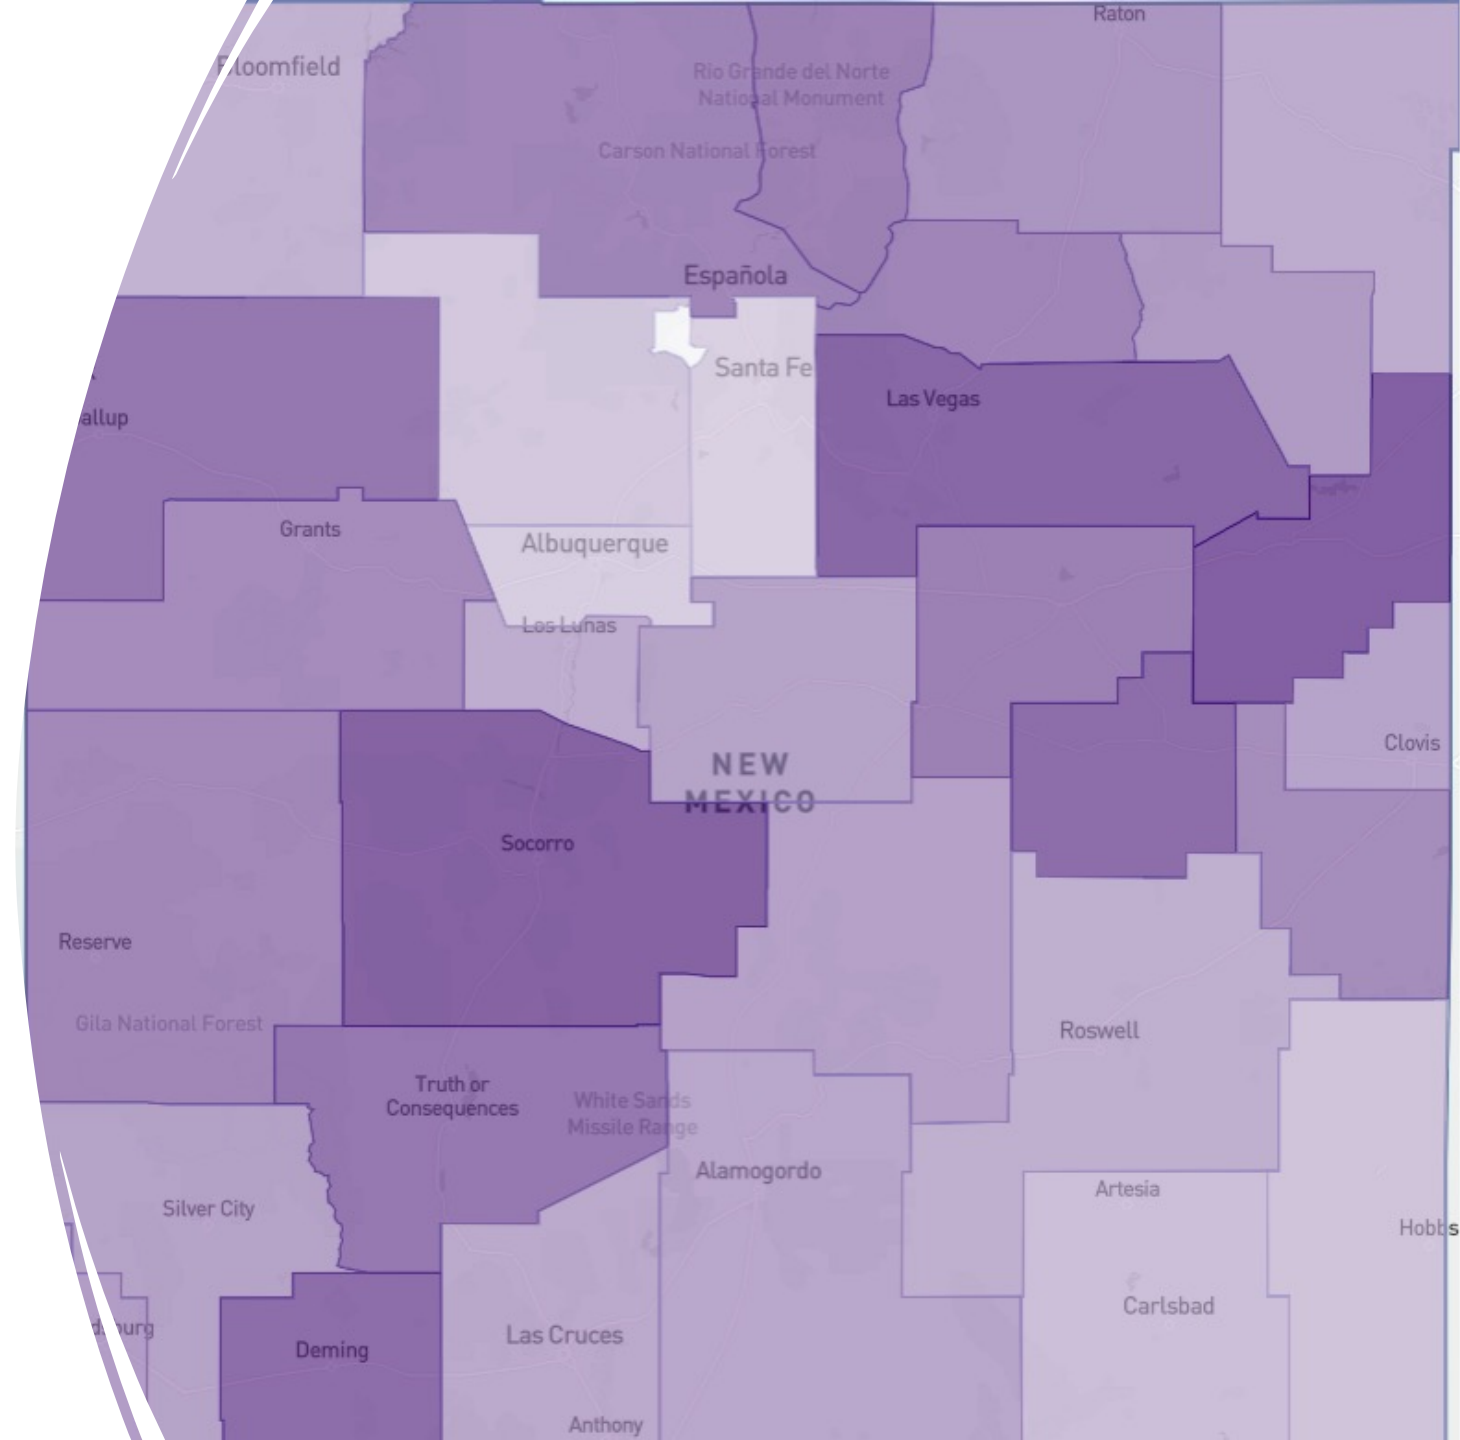 Raton
Bloomfield
Rio Grande del Norte
National Monument
Carson National Forest
Española
Santa Fe
Las Vegas
allup
Grants
Albuquerque
Los Lunas
Clovis
NEW
MEXICO
Socorro
Reserve
Gila National Forest
Roswell
Truth or
Consequences
White Sands
Missile Range
Alamogordo
Artesia
Silver City
Hobbs
Carlsbad
Las Cruces
Deming
Anthony